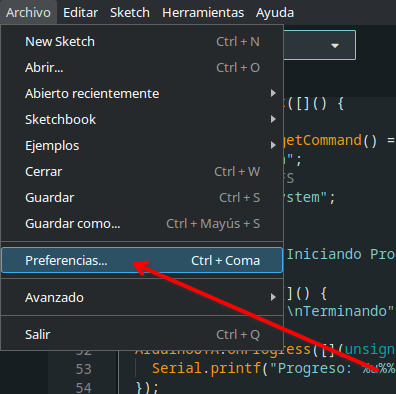 Archivo Editar Sketch Herramientas Ayuda
New Sketch Ctrl + N
Abrir... Ctrl + O
Abierto recientemente
Sketchbook
Ejemplos
Cerrar Ctrl + W
Guardar Ctrl + S
Guardar como... Ctrl + Mayús + S
Preferencias... Ctrl + Coma
Avanzado
Salir Ctrl + Q
([]() {
getCommand() =
";
FS
ystem";
Iniciando Pro
[]() {
\nTerminando"
52 ArduinoOTA.onProgress([](unsign
53 Serial.printf("Progreso: %u%%
54 });